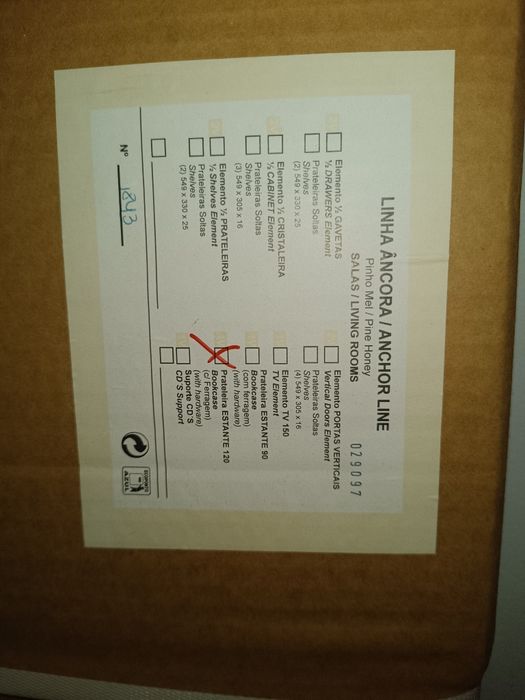 LINHA ÂNCORA / ANCHOR LINE
Pinho Mel / Pine Honey
SALAS / LIVING ROOMS
029097
Elemento ½ GAVETAS
½ DRAWERS Element
Prateleiras Soltas
Shelves
(2) 549 x 330 x 25
Elemento ½ CRISTALEIRA
½ CABINET Element
Prateleiras Soltas
Shelves
(3) 549 x 305 x 16
Elemento ½ PRATELEIRAS
½ Shelves Element
Prateleiras Soltas
Shelves
(2) 549 x 330 x 25
Elemento PORTAS VERTICAIS
Vertical Doors Element
Prateleiras Soltas
Shelves
(4) 549 x 305 x 16
Elemento TV 150
TV Element
Prateleira ESTANTE 90
Bookcase
(com ferragem)
(with hardware)
Prateleira ESTANTE 120
Bookcase
(c/ Ferragem)
(with hardware)
Suporte CD'S
CD'S Support
Nº 1843
ECOPONTO
AZUL